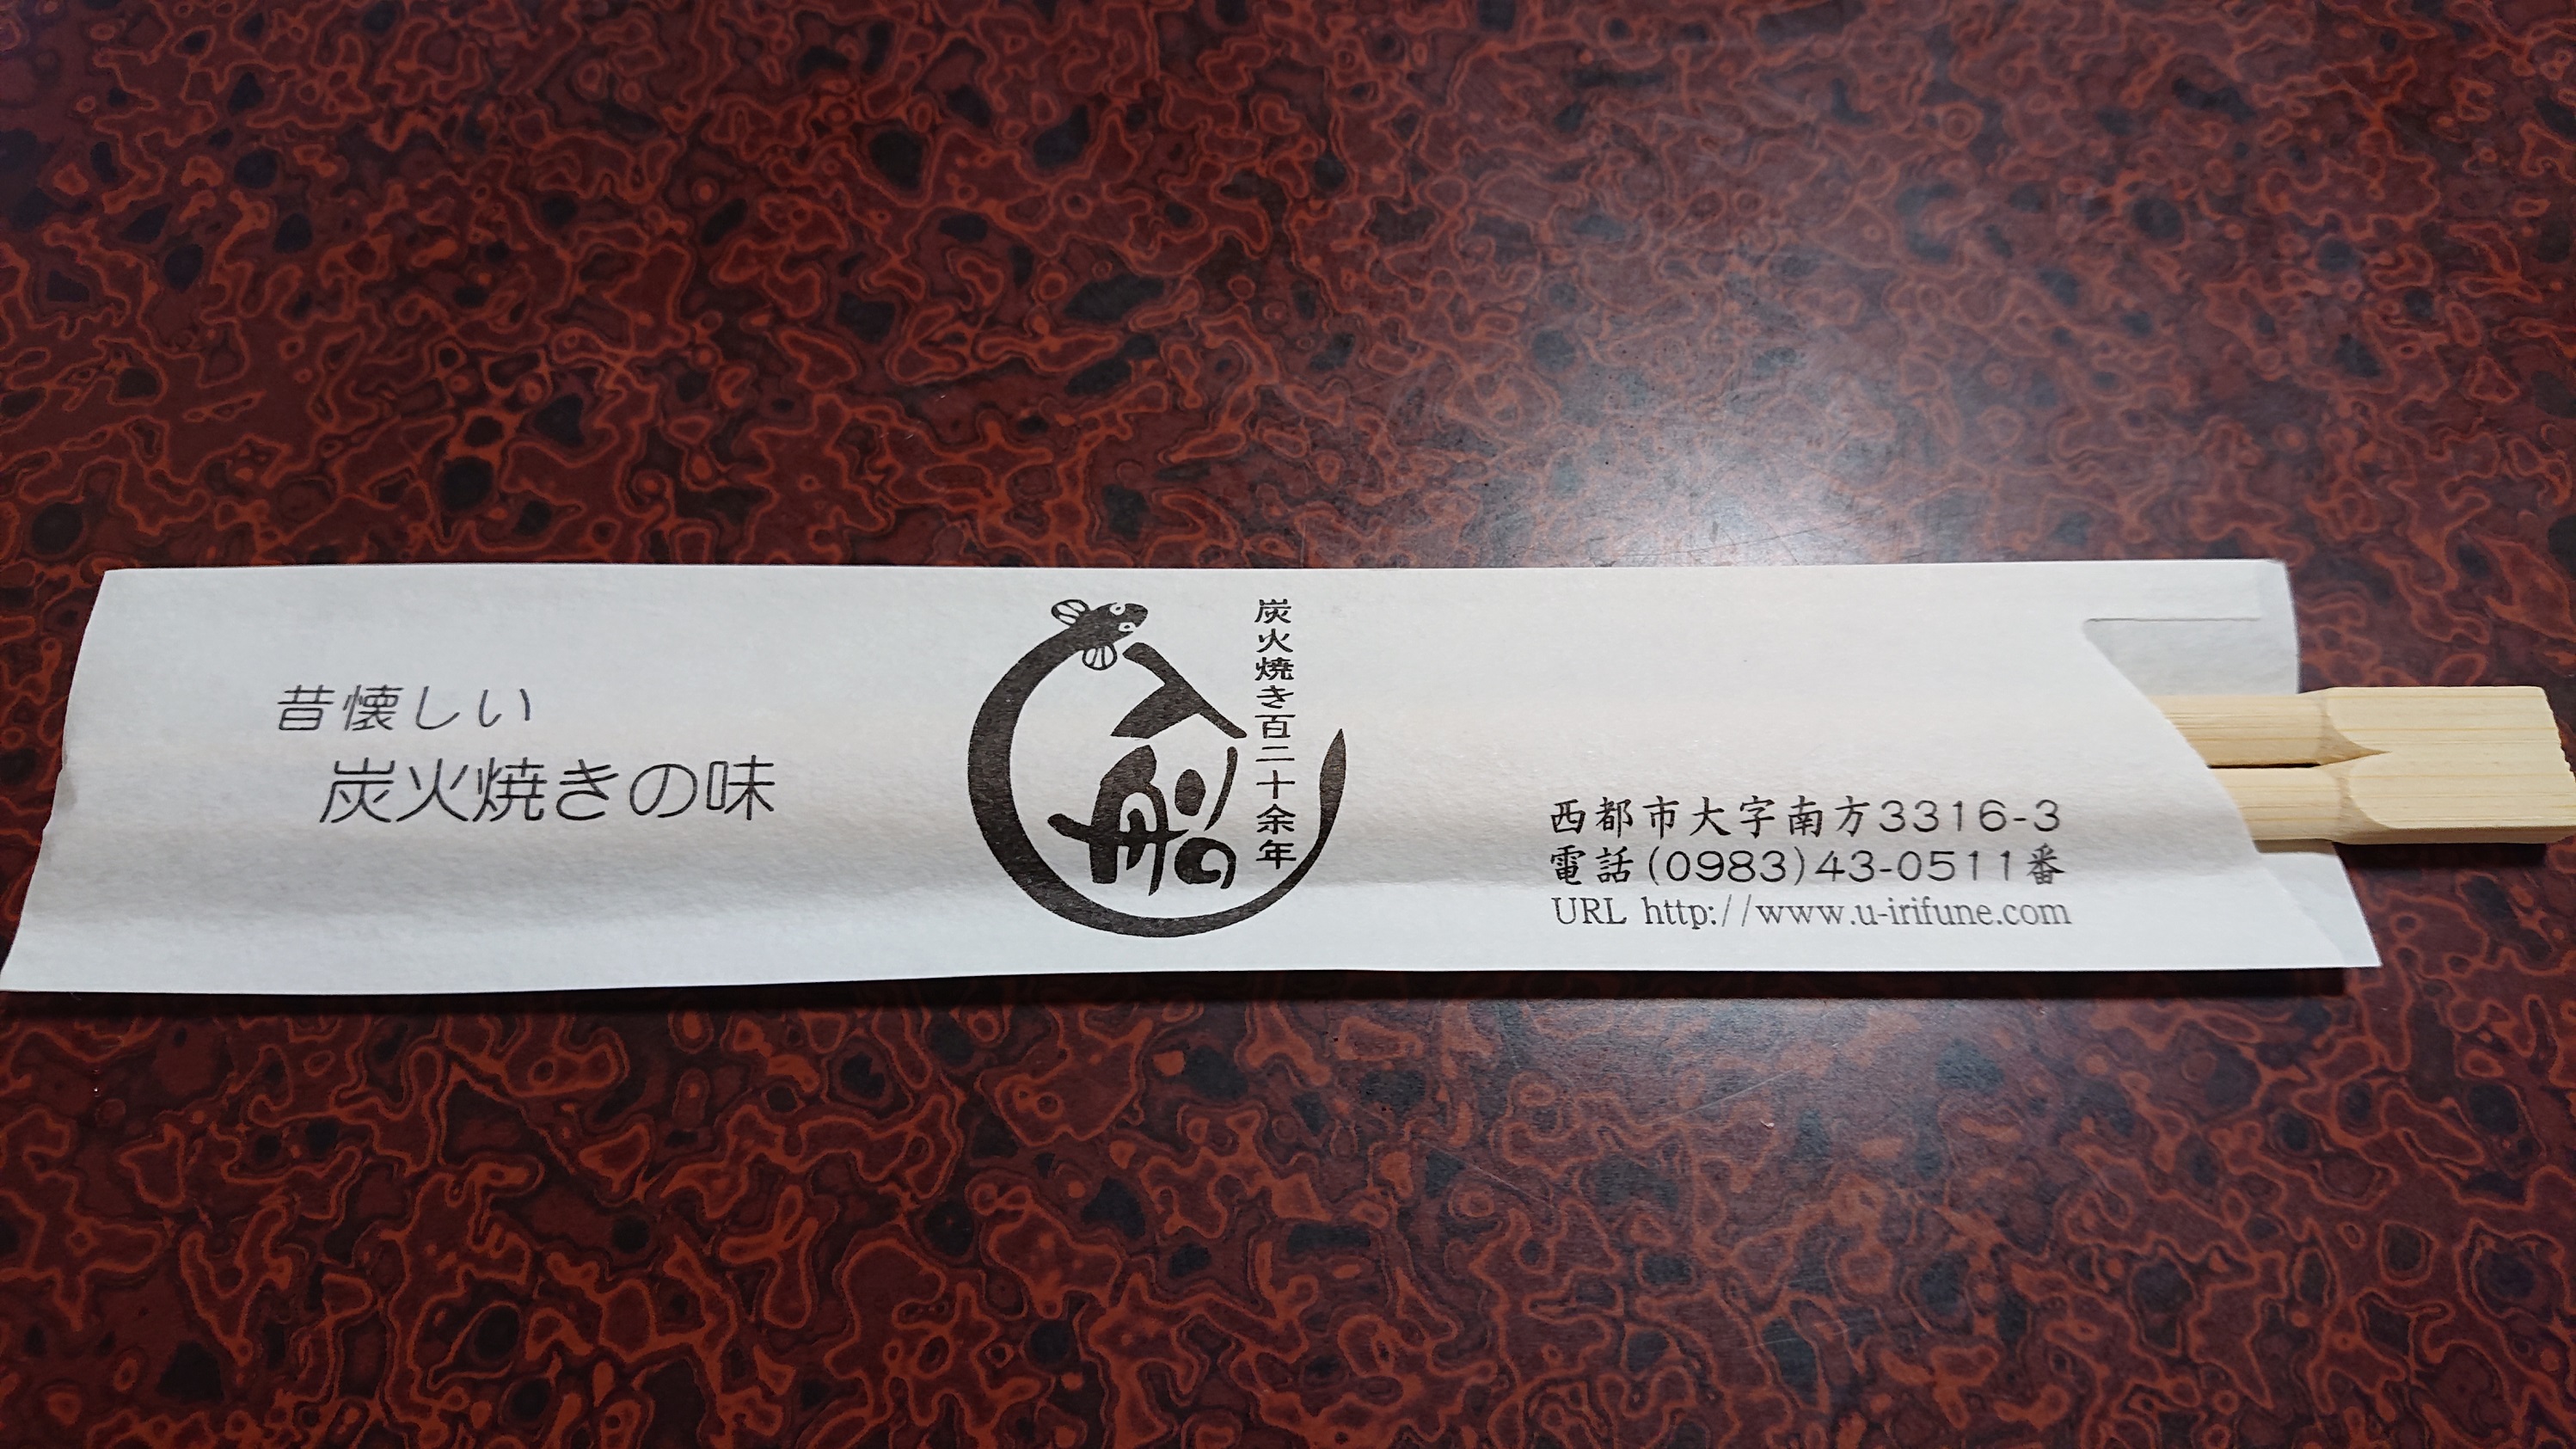 昔懐しい
炭火焼きの味
入船
炭火焼き百二十余年
西都市大字南方3316-3
電話(0983)43-0511番
URL http://www.u-irifune.com